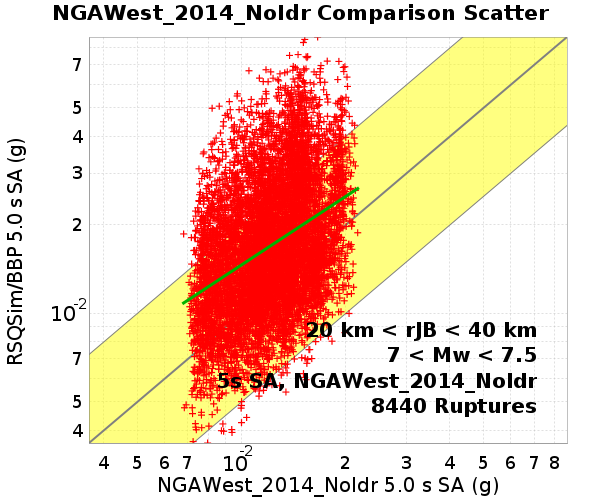 NGAWest_2014_NoIdr Comparison Scatter
RSQSim/BBP 5.0 s SA (g)
7
5
4
3
2
10-2
7
5
4
20 km < rJB < 40 km
7 < Mw < 7.5
5s SA, NGAWest_2014_NoIdr
8440 Ruptures
4 5 6 7 10-2 2 3 4 5 6 7 8
NGAWest_2014_NoIdr 5.0 s SA (g)